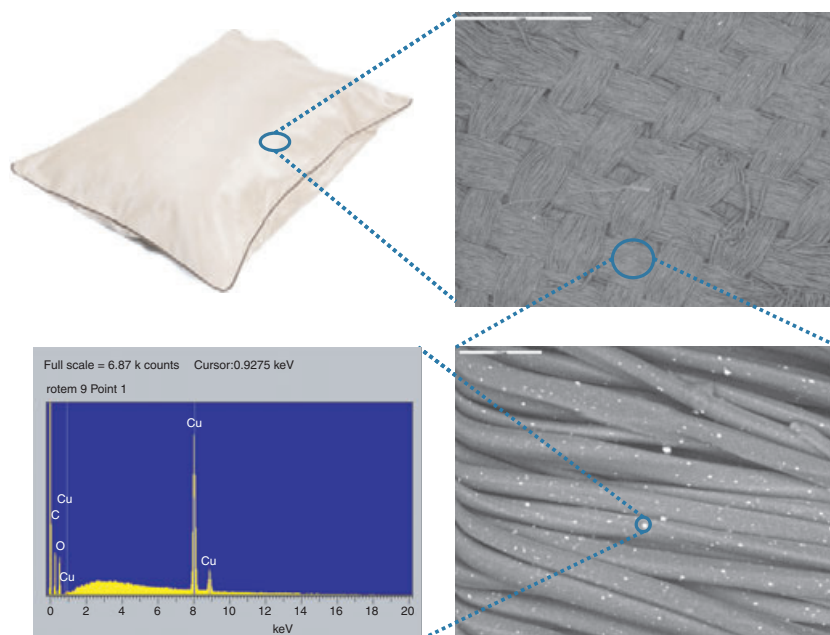 Full scale = 6.87 k counts Cursor:0.9275 keV
rotem 9 Point 1
Cu
Cu
C
O
Cu
Cu
0 2 4 6 8 10 12 14 16 18 20
keV